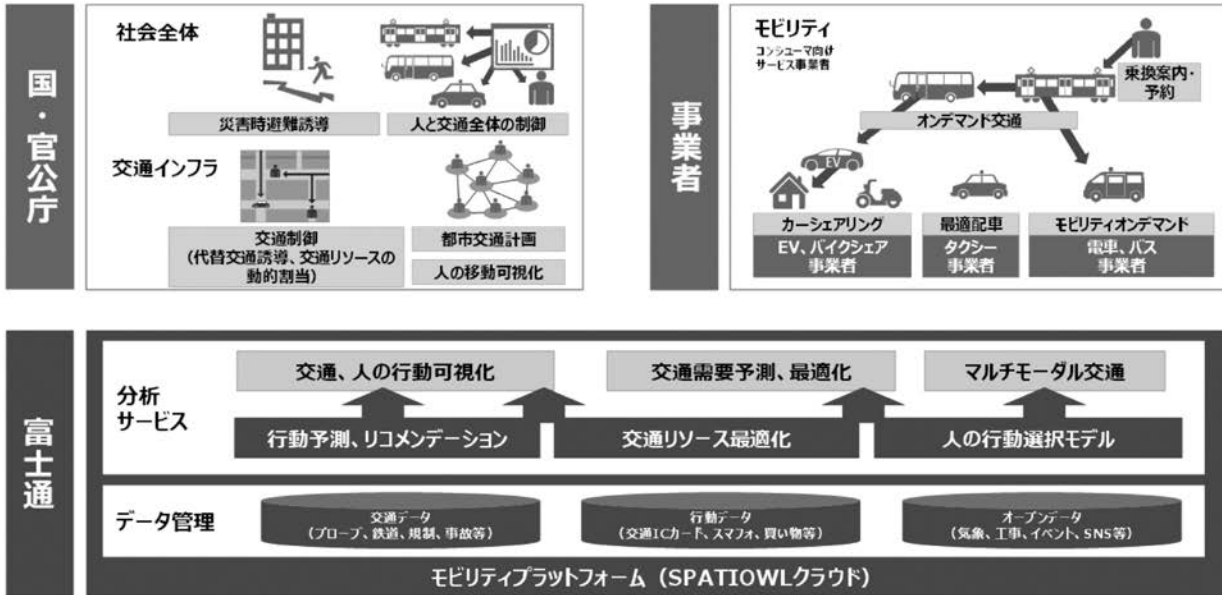 国・官公庁
社会全体
災害時避難誘導
人と交通全体の制御
交通インフラ
交通制御
（代替交通誘導、交通リソースの
動的割当）
都市交通計画
人の移動可視化
事業者
モビリティ
コンシューマ向け
サービス事業者
乗換案内・
予約
オンデマンド交通
EV
カーシェアリング
EV、バイクシェア
事業者
最適配車
タクシー
事業者
モビリティオンデマンド
電車、バス
事業者
富士通
分析
サービス
交通、人の行動可視化
交通需要予測、最適化
マルチモーダル交通
行動予測、リコメンデーション
交通リソース最適化
人の行動選択モデル
データ管理
交通データ
（プローブ、鉄道、規制、事故等）
行動データ
（交通ICカード、スマフォ、買い物等）
オープンデータ
（気象、工事、イベント、SNS等）
モビリティプラットフォーム（SPATIOWLクラウド）